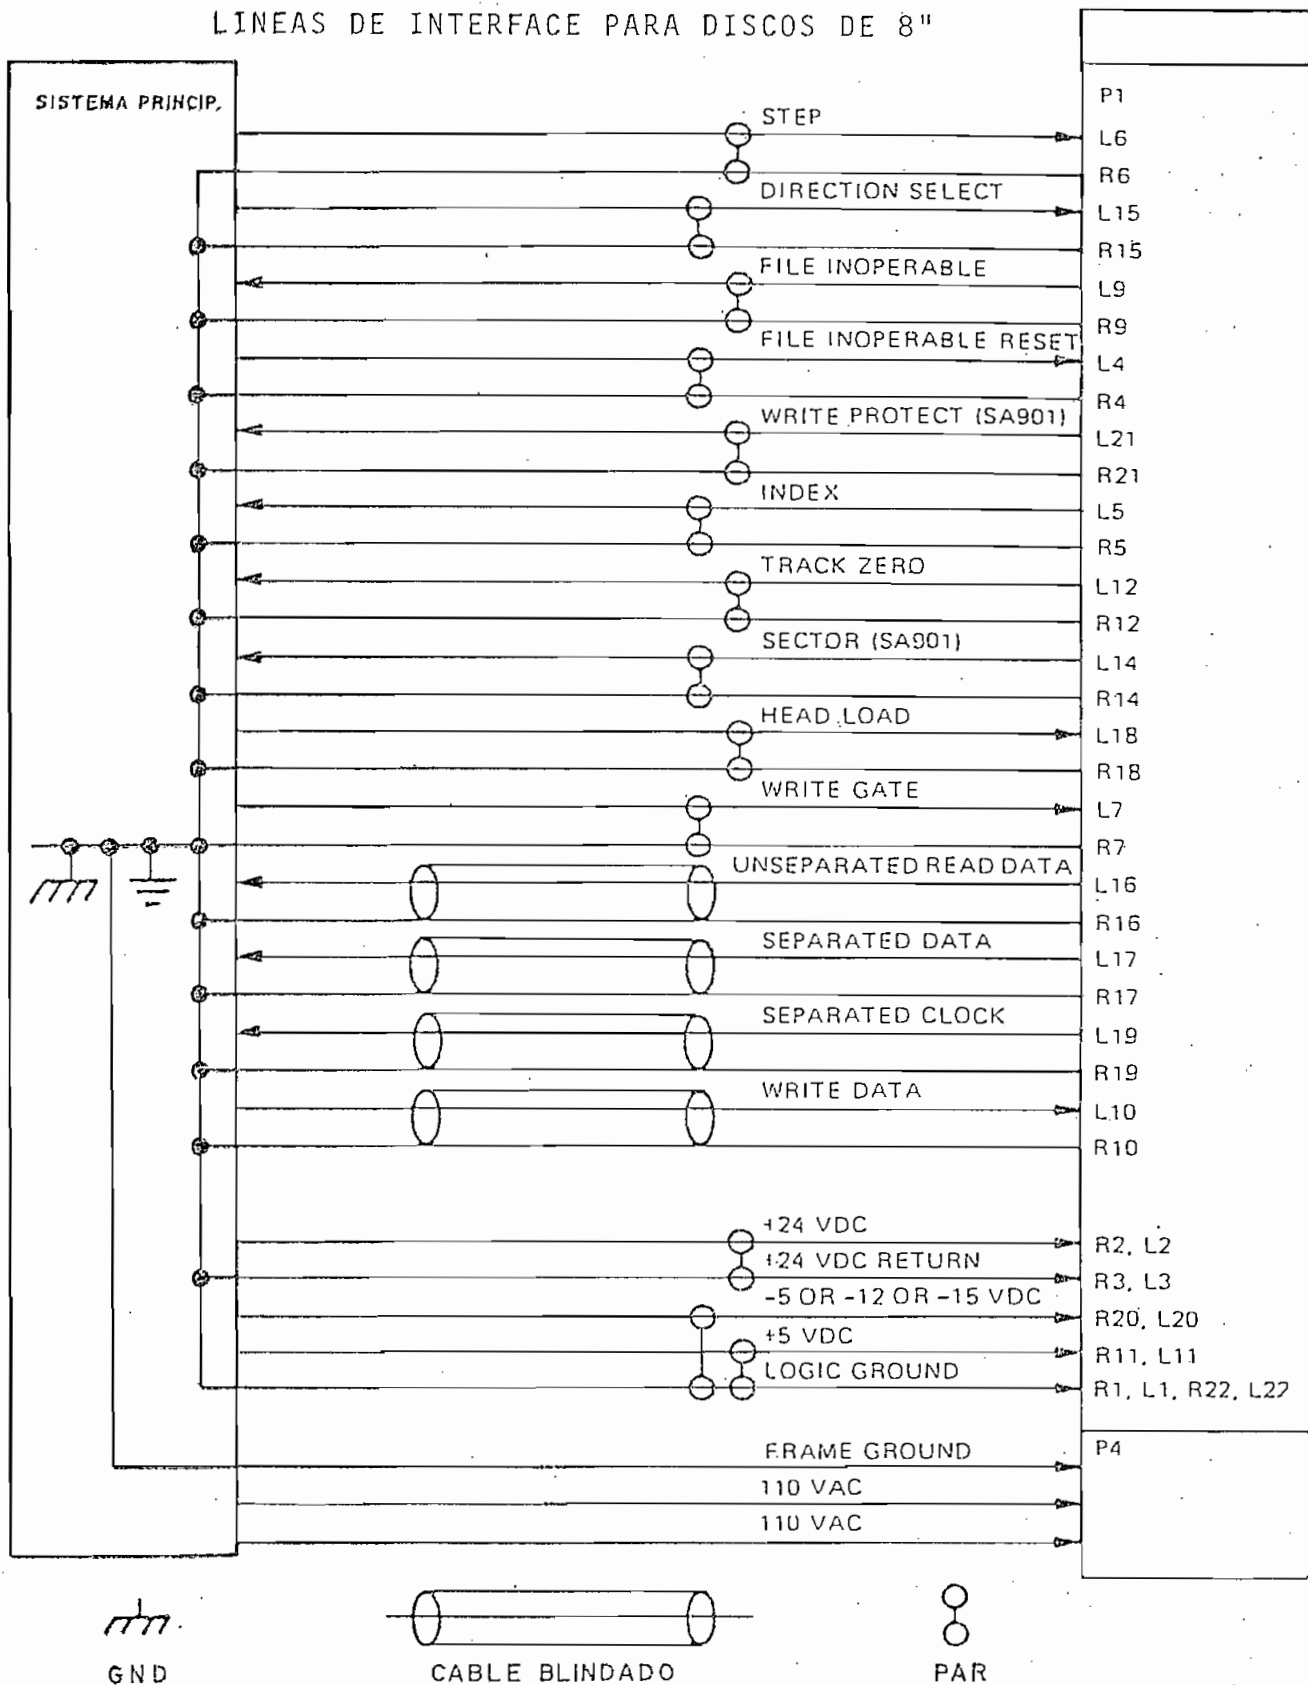 LINEAS DE INTERFACE PARA DISCOS DE 8"
SISTEMA PRINCIP.
P1
STEP
L6
R6
DIRECTION SELECT
L15
R15
FILE INOPERABLE
L9
R9
FILE INOPERABLE RESET
L4
R4
WRITE PROTECT (SA901)
L21
R21
INDEX
L5
R5
TRACK ZERO
L12
R12
SECTOR (SA901)
L14
R14
HEAD LOAD
L18
R18
WRITE GATE
L7
R7
UNSEPARATED READ DATA
L16
R16
SEPARATED DATA
L17
R17
SEPARATED CLOCK
L19
R19
WRITE DATA
L10
R10
+24 VDC
R2, L2
+24 VDC RETURN
R3, L3
-5 OR -12 OR -15 VDC
R20, L20
+5 VDC
R11, L11
LOGIC GROUND
R1, L1, R22, L22
P4
FRAME GROUND
110 VAC
110 VAC
GND
CABLE BLINDADO
PAR